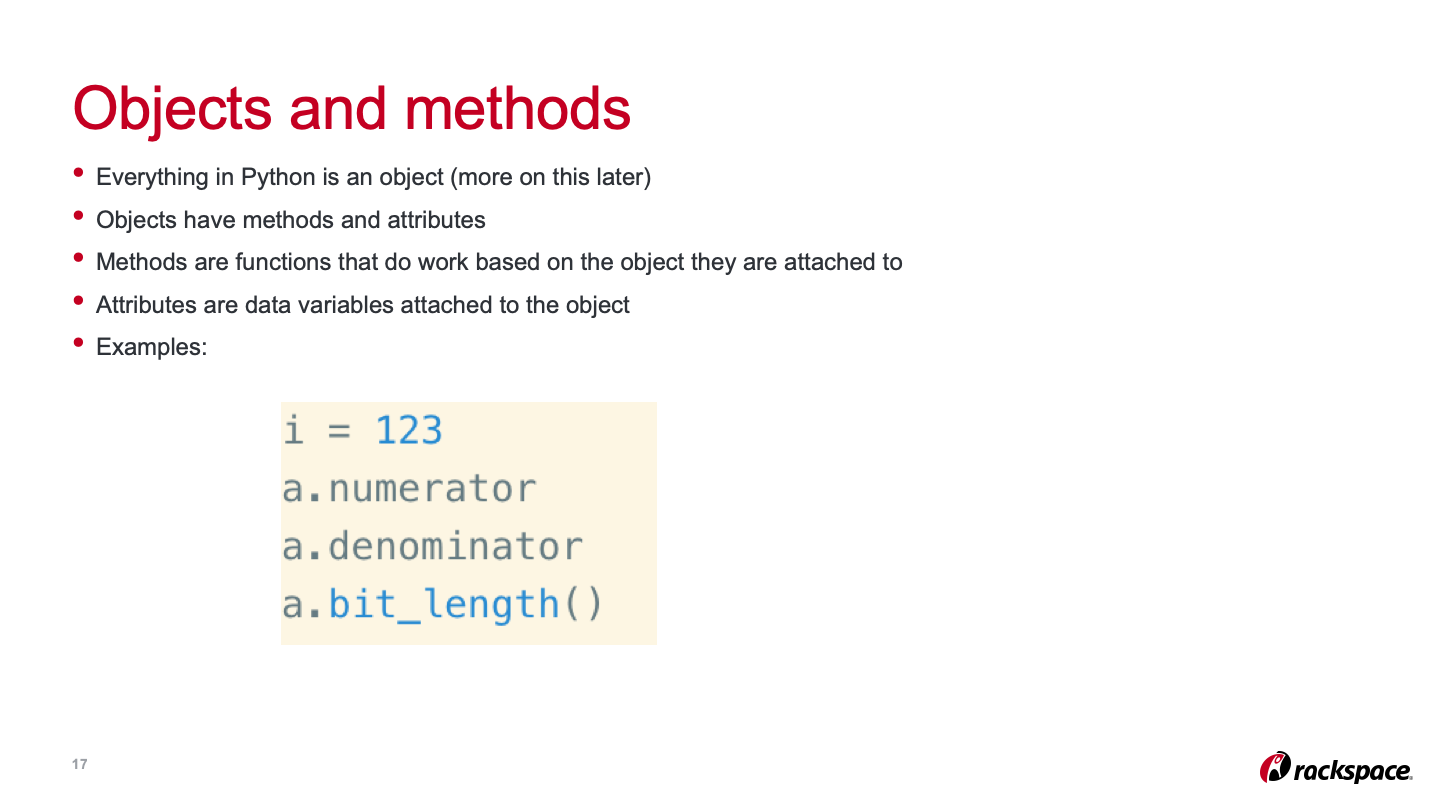 Objects and methods
• Everything in Python is an object (more on this later)
• Objects have methods and attributes
• Methods are functions that do work based on the object they are attached to
• Attributes are data variables attached to the object
• Examples:
i = 123
a.numerator
a.denominator
a.bit_length()
17
rackspace.